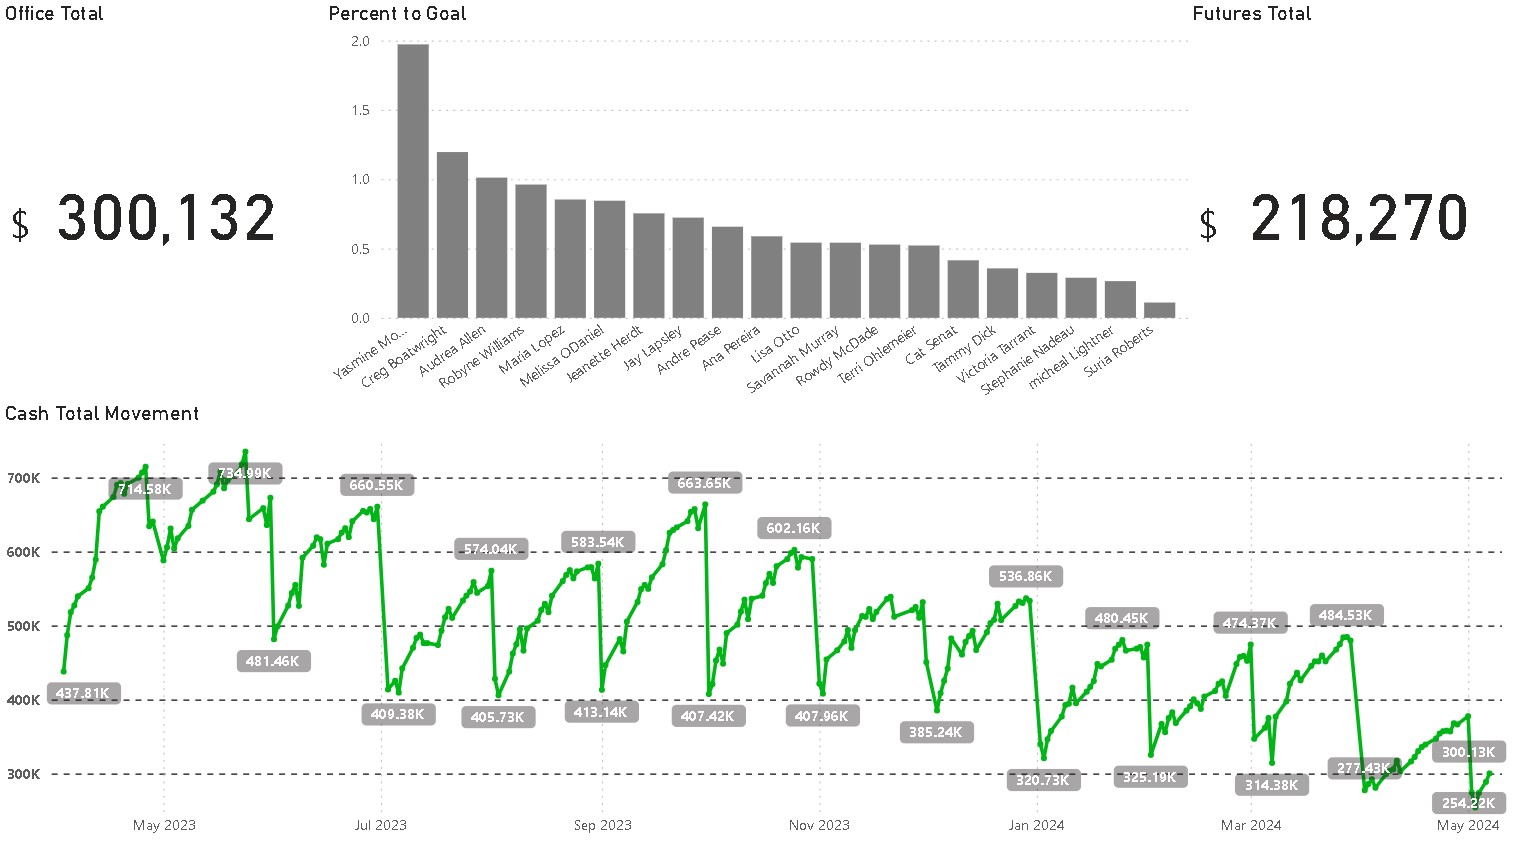 Office Total
Percent to Goal
Futures Total
2.0
1.5
1.0
0.5
0.0
$ 300,132
$ 218,270
Yasmine Mo...
Creg Boatwright
Audrea Allen
Robyne Williams
Maria Lopez
Melissa ODaniel
Jeanette Herdt
Jay Lapsley
Andre Pease
Ana Pereira
Lisa Otto
Savannah Murray
Rowdy McDade
Terri Ohlemeier
Cat Senat
Tammy Dick
Victoria Tarrant
Stephanie Nadeau
micheal Lightner
Suria Roberts
Cash Total Movement
700K
600K
500K
400K
300K
437.81K
714.58K
734.99K
481.46K
660.55K
409.38K
574.04K
405.73K
583.54K
413.14K
663.65K
407.42K
602.16K
407.96K
385.24K
536.86K
320.73K
480.45K
325.19K
474.37K
314.38K
484.53K
277.43K
300.13K
254.22K
May 2023
Jul 2023
Sep 2023
Nov 2023
Jan 2024
Mar 2024
May 2024